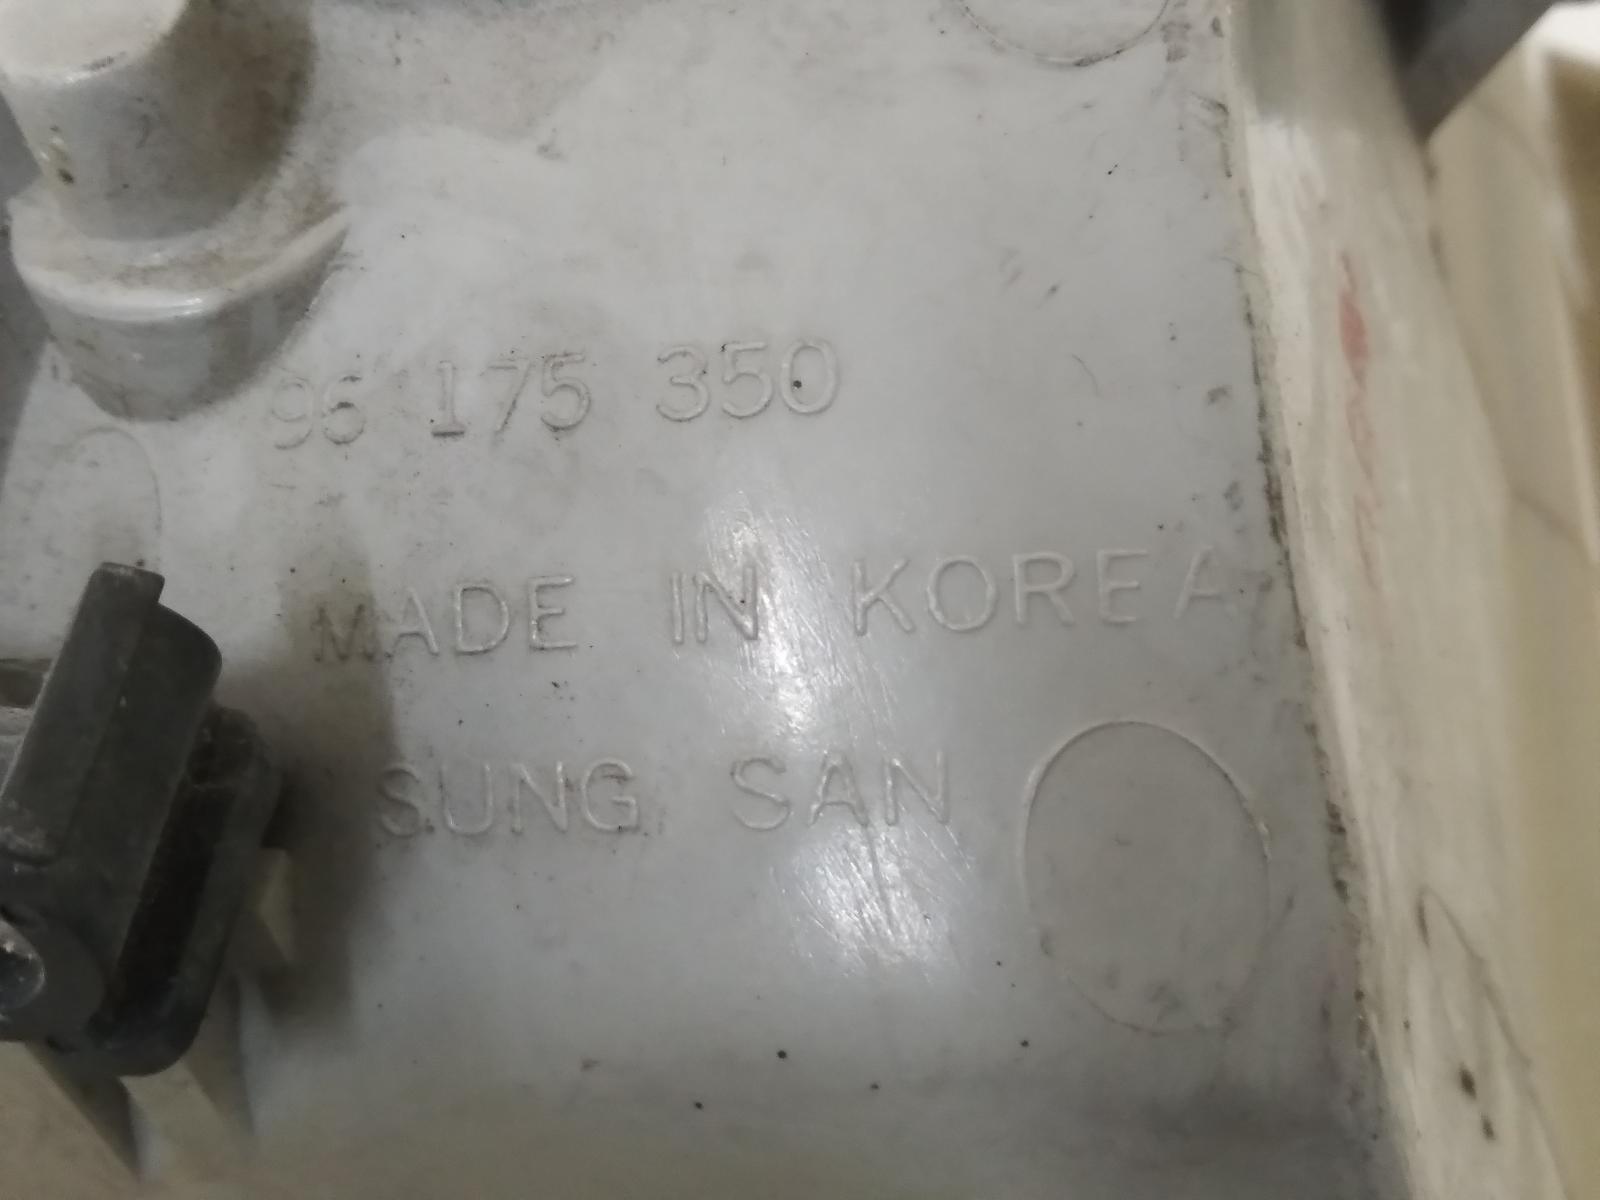 96 175 350
MADE IN KOREA
SUNG SAN